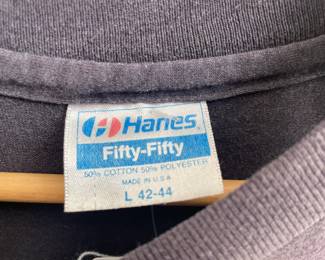 Hanes
Fifty-Fifty
50% COTTON 50% POLYESTER
MADE IN U.S.A
L 42-44